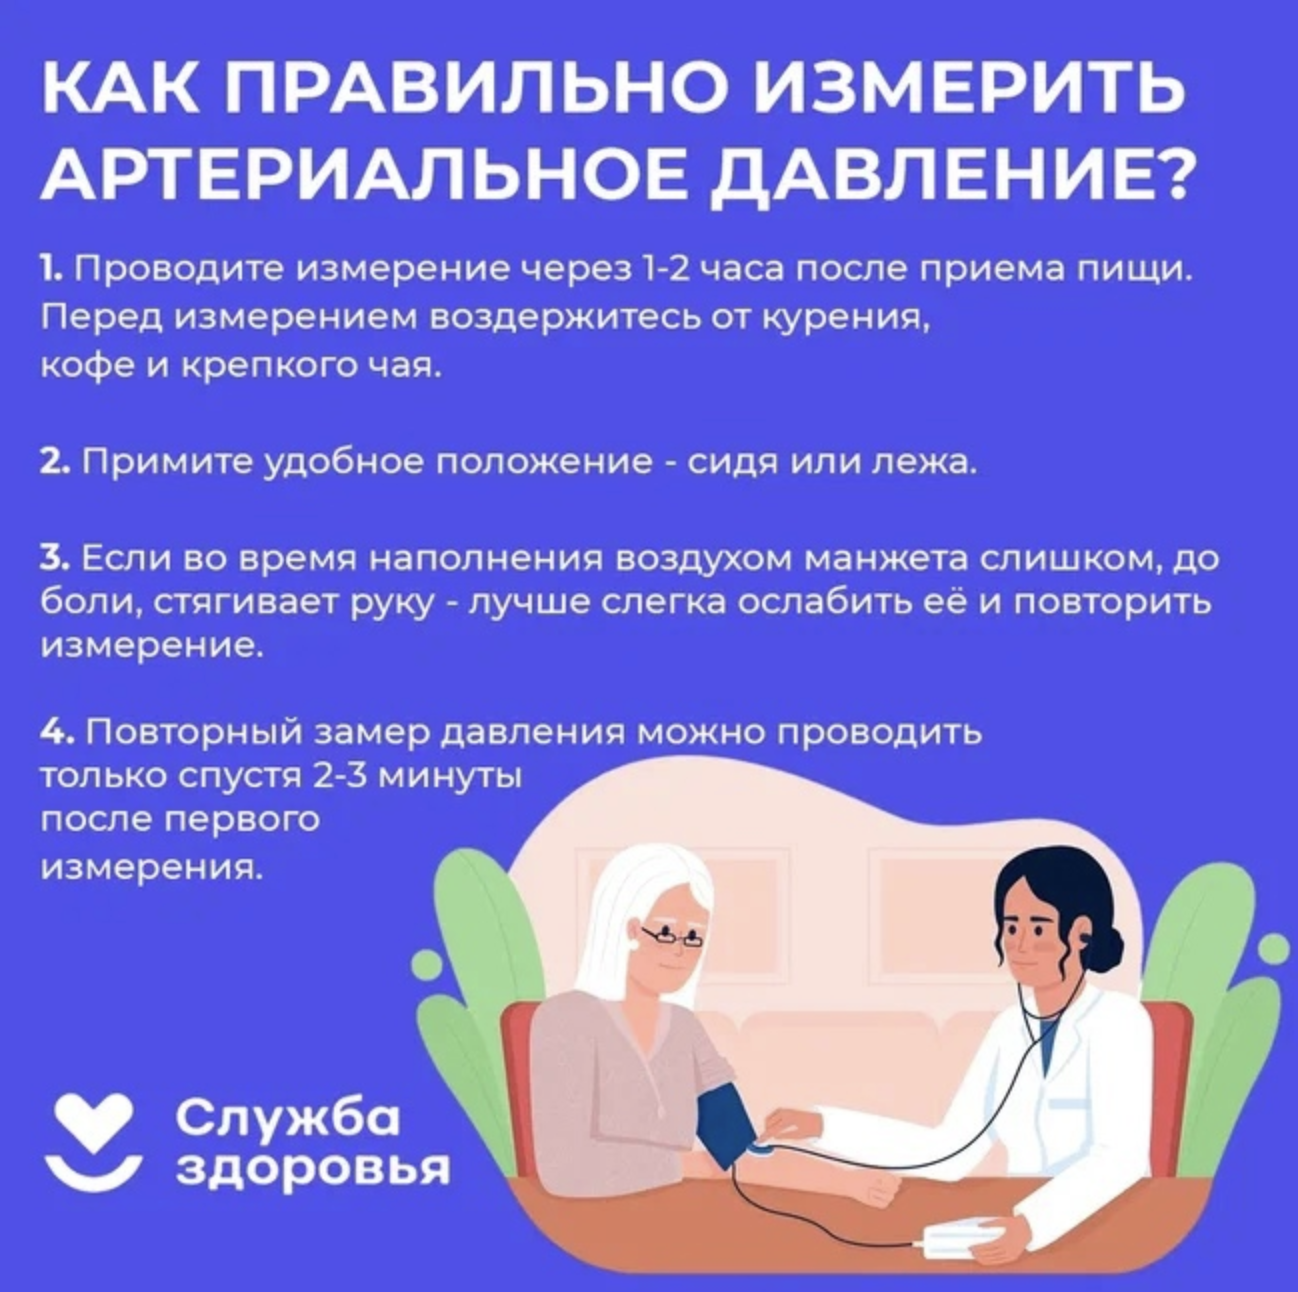 КАК ПРАВИЛЬНО ИЗМЕРИТЬ
АРТЕРИАЛЬНОЕ ДАВЛЕНИЕ?
1. Проводите измерение через 1-2 часа после приема пищи.
Перед измерением воздержитесь от курения,
кофе и крепкого чая.
2. Примите удобное положение - сидя или лежа.
3. Если во время наполнения воздухом манжета слишком, до
боли, стягивает руку - лучше слегка ослабить её и повторить
измерение.
4. Повторный замер давления можно проводить
только спустя 2-3 минуты
после первого
измерения.
Служба
здоровья